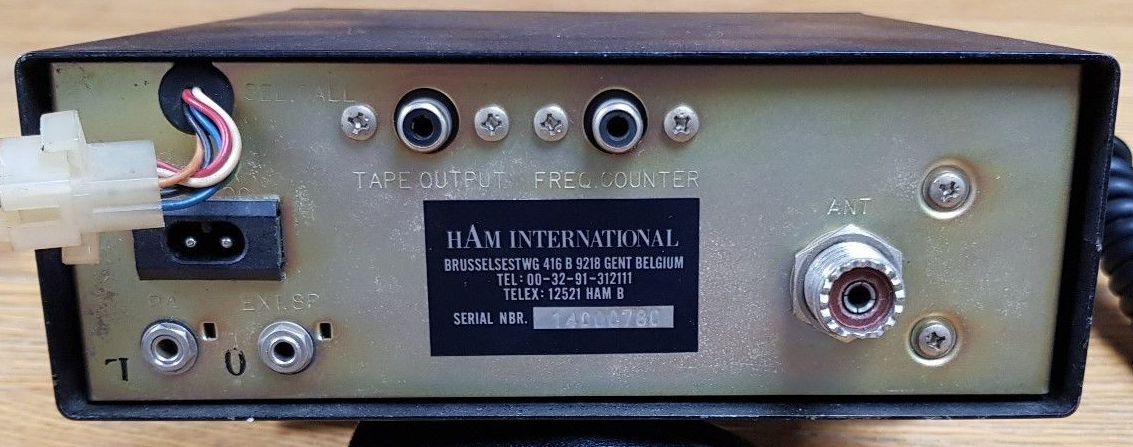 SEL.CALL
TAPE OUTPUT FREQ.COUNTER
ANT
HAM INTERNATIONAL
BRUSSELSESTWG 416 B 9218 GENT BELGIUM
TEL: 00-32-91-312111
TELEX: 12521 HAM B
SERIAL NBR.
PA EXT.SP